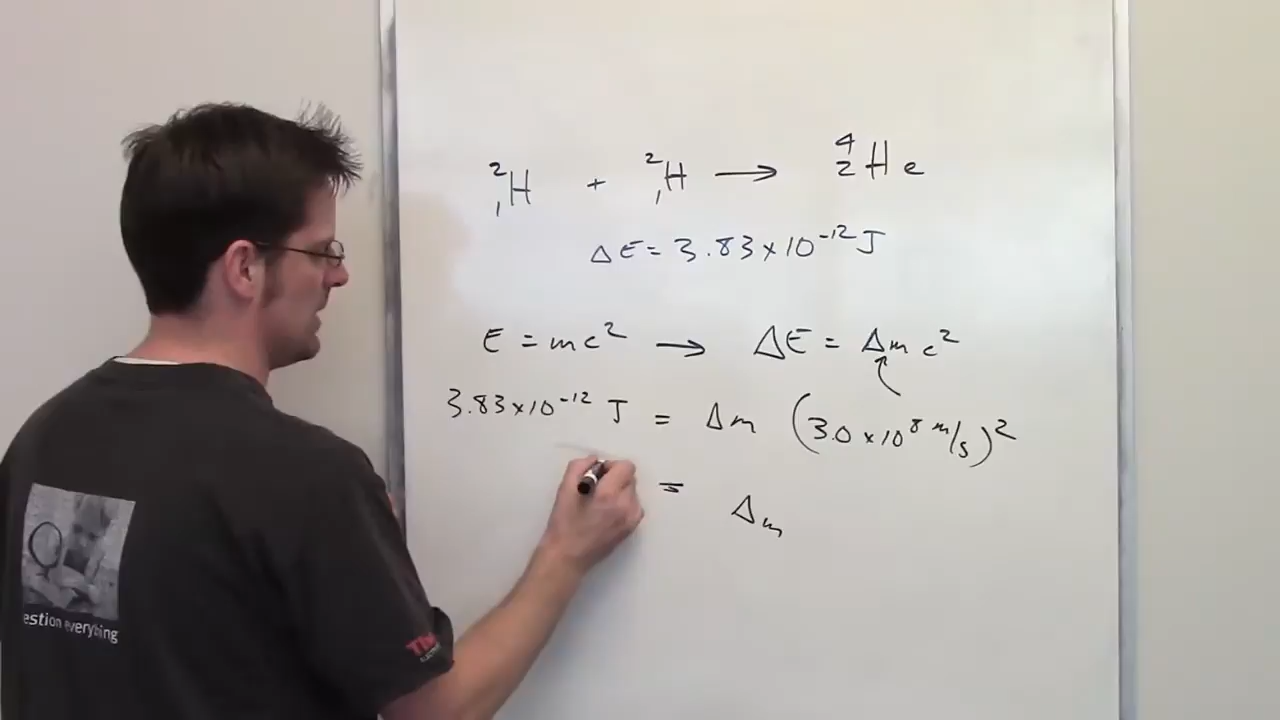 ²₁H + ²₁H → ⁴₂He
ΔE = 3.83×10⁻¹² J
E = mc² → ΔE = Δm c²
3.83×10⁻¹² J = Δm (3.0×10⁸ m/s)²
= Δm
estion everything